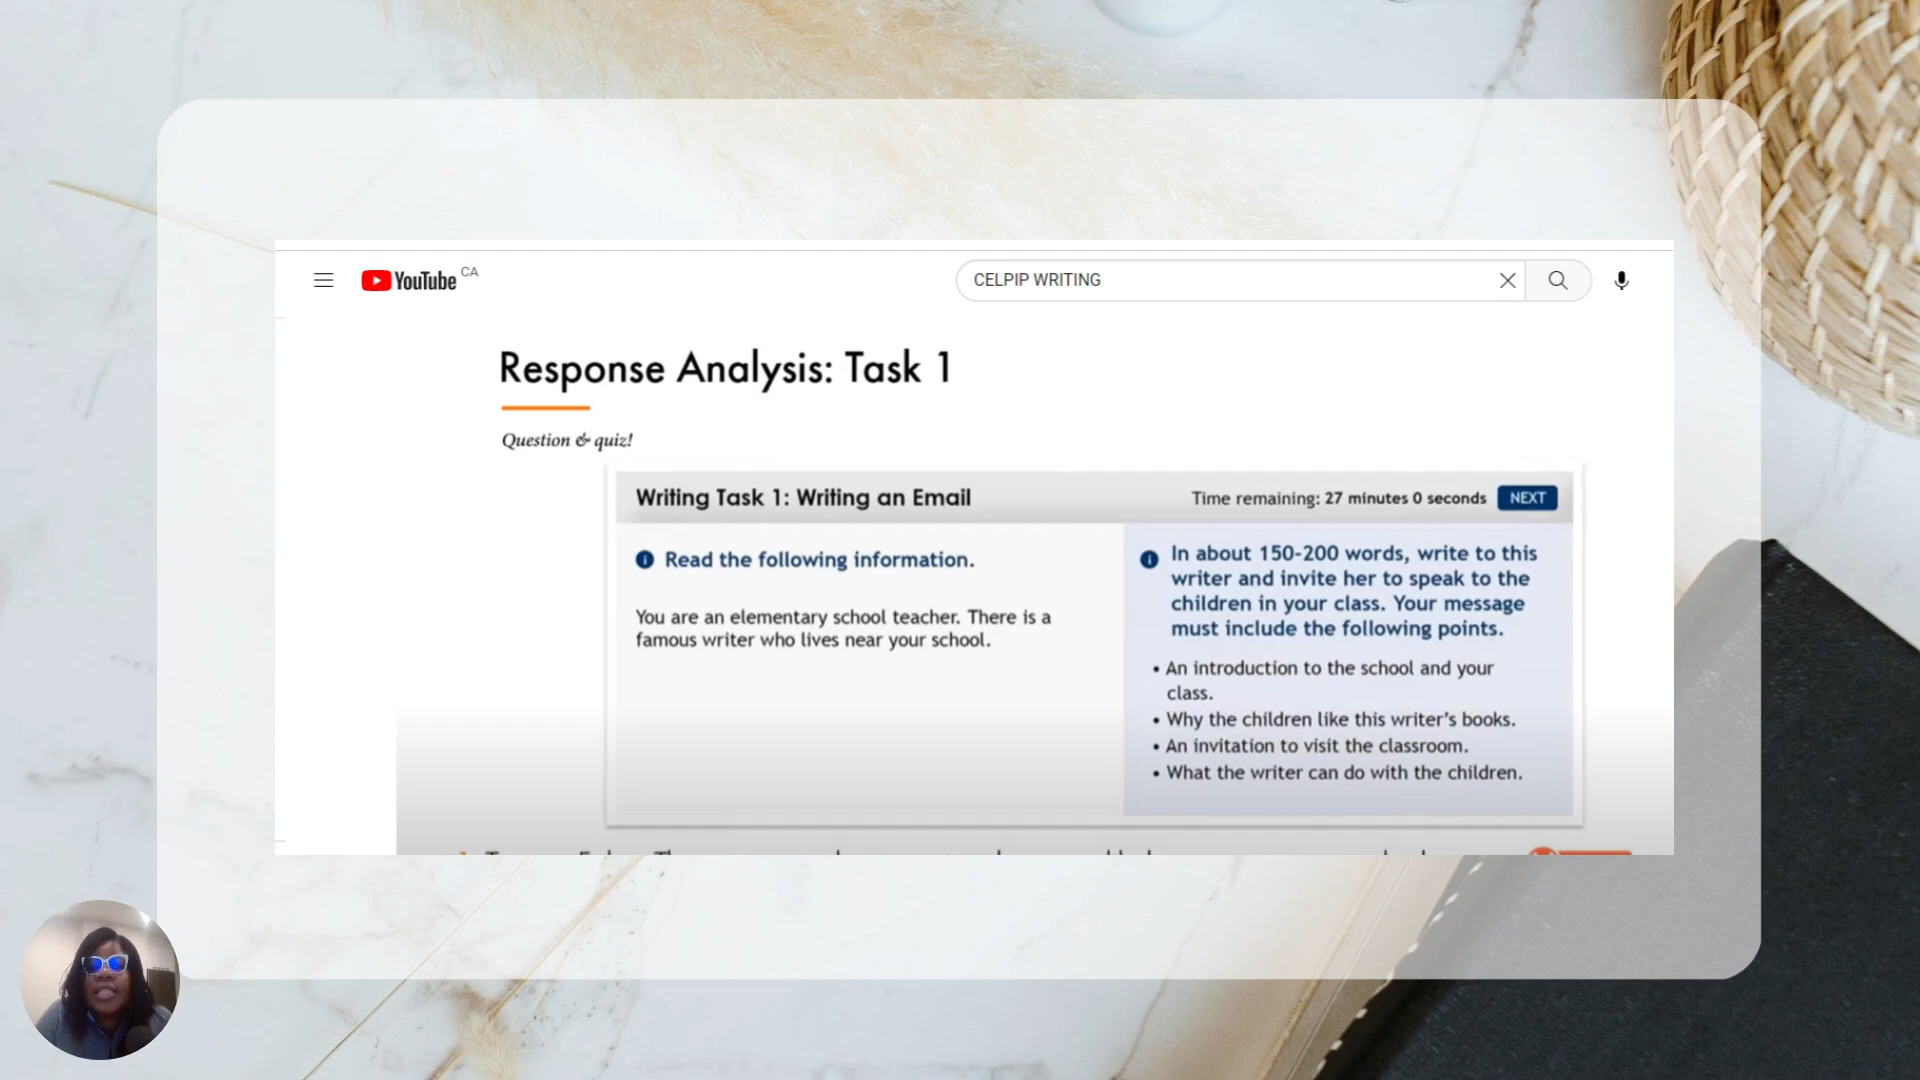 YouTube CA
CELPIP WRITING
Response Analysis: Task 1
Question & quiz!
Writing Task 1: Writing an Email
Time remaining: 27 minutes 0 seconds NEXT
Read the following information.
You are an elementary school teacher. There is a
famous writer who lives near your school.
In about 150-200 words, write to this
writer and invite her to speak to the
children in your class. Your message
must include the following points.
• An introduction to the school and your
class.
• Why the children like this writer's books.
• An invitation to visit the classroom.
• What the writer can do with the children.